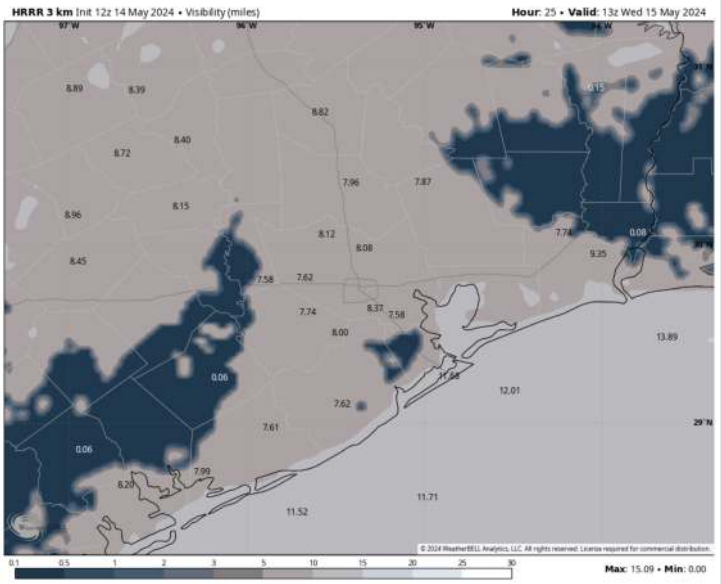 HRRR 3 km Init 12z 14 May 2024 • Visibility (miles) Hour: 25 • Valid: 13z Wed 15 May 2024
97°W 96°W 95°W 94°W
31°N
8.89 8.39 0.15
8.82
8.40
8.72
7.96 7.87
8.15
8.96
8.12 7.74 0.08
8.08 30°N
8.45 9.35
7.58 7.62
7.74 8.37 7.58
8.00 13.89
0.06 11.68
12.01
7.62
7.61 29°N
0.06
7.99
8.20
11.52 11.71
© 2024 WeatherBELL Analytics, LLC. All rights reserved. License required for commercial distribution.
0.1 0.5 1 2 3 5 10 15 20 25 30
Max: 15.09 • Min: 0.00